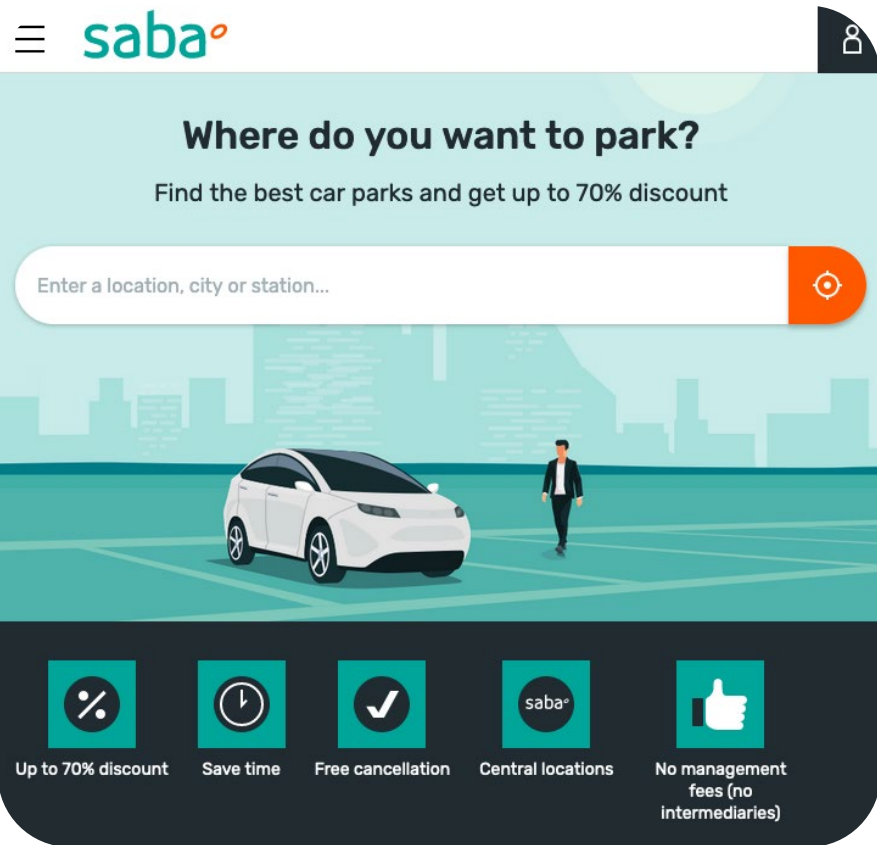 saba
Where do you want to park?
Find the best car parks and get up to 70% discount
Enter a location, city or station...
saba
Up to 70% discount
Save time
Free cancellation
Central locations
No management
fees (no
intermediaries)